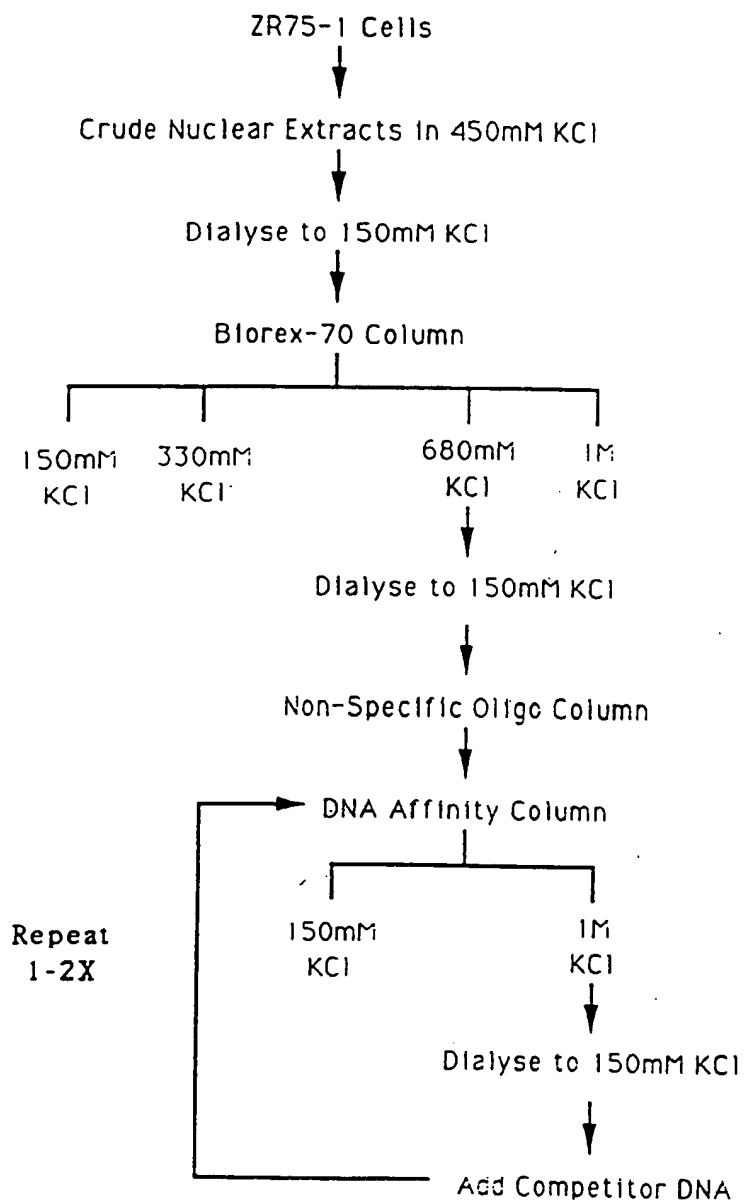 ZR75-1 Cells
Crude Nuclear Extracts in 450mM KCl
Dialyse to 150mM KCl
Biorex-70 Column
150mM KCl
330mM KCl
680mM KCl
1M KCl
Dialyse to 150mM KCl
Non-Specific Oligo Column
DNA Affinity Column
150mM KCl
1M KCl
Repeat 1-2X
Dialyse to 150mM KCl
Add Competitor DNA